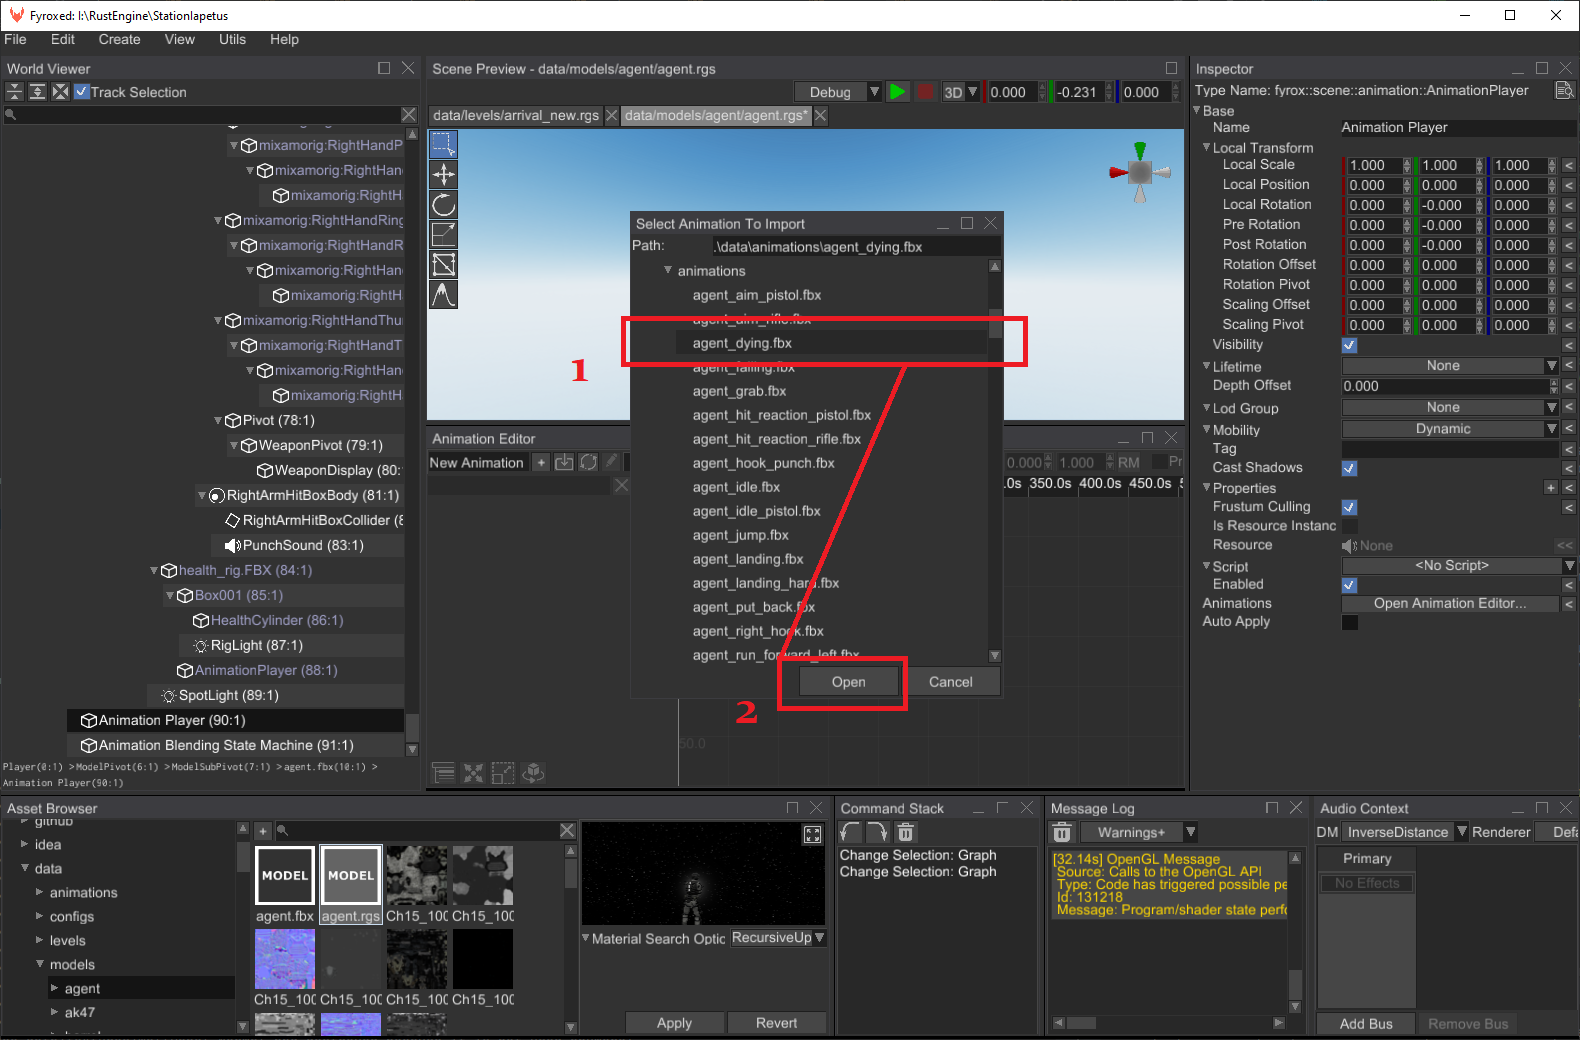 Fyroxed: I:\RustEngine\StationIapetus
File Edit Create View Utils Help
World Viewer
Track Selection
mixamorig:RightHandP
mixamorig:RightHan
mixamorig:RightH
mixamorig:RightHandRing
mixamorig:RightHandR
mixamorig:RightHan
mixamorig:RightH
mixamorig:RightHandThu
mixamorig:RightHandT
mixamorig:RightHan
mixamorig:RightH
Pivot (78:1)
WeaponPivot (79:1)
WeaponDisplay (80:
RightArmHitBoxBody (81:1)
RightArmHitBoxCollider (8
PunchSound (83:1)
health_rig.FBX (84:1)
Box001 (85:1)
HealthCylinder (86:1)
RigLight (87:1)
AnimationPlayer (88:1)
SpotLight (89:1)
Animation Player (90:1)
Animation Blending State Machine (91:1)
Player(0:1) >ModelPivot(6:1) >ModelSubPivot(7:1) >agent.fbx(10:1) >
Animation Player(90:1)
Scene Preview - data/models/agent/agent.rgs
Debug 3D 0.000 -0.231 0.000
data/levels/arrival_new.rgs data/models/agent/agent.rgs*
Select Animation To Import
Path: .\data\animations\agent_dying.fbx
animations
agent_aim_pistol.fbx
agent_aim_rifle.fbx
agent_dying.fbx
agent_falling.fbx
agent_grab.fbx
agent_hit_reaction_pistol.fbx
agent_hit_reaction_rifle.fbx
agent_hook_punch.fbx
agent_idle.fbx
agent_idle_pistol.fbx
agent_jump.fbx
agent_landing.fbx
agent_landing_hard.fbx
agent_put_back.fbx
agent_right_hook.fbx
agent_run_forward_left.fbx
Open Cancel
1
2
Animation Editor
New Animation + 0.000 1.000 RM Pr
.0s 350.0s 400.0s 450.0s 5
50.0
Inspector
Type Name: fyrox::scene::animation::AnimationPlayer
Base
Name Animation Player
Local Transform
Local Scale 1.000 1.000 1.000 <
Local Position 0.000 0.000 0.000 <
Local Rotation 0.000 -0.000 0.000 <
Pre Rotation 0.000 -0.000 0.000 <
Post Rotation 0.000 -0.000 0.000 <
Rotation Offset 0.000 0.000 0.000 <
Rotation Pivot 0.000 0.000 0.000 <
Scaling Offset 0.000 0.000 0.000 <
Scaling Pivot 0.000 0.000 0.000 <
Visibility <
Lifetime None <
Depth Offset 0.000 <
Lod Group None <
Mobility Dynamic <
Tag <
Cast Shadows <
Properties + <
Frustum Culling <
Is Resource Instanc
Resource None <<
Script <No Script>
Enabled <
Animations Open Animation Editor... <
Auto Apply
Asset Browser
github
idea
data
animations
configs
levels
models
agent
ak47
+
MODEL MODEL
agent.fbx agent.rgs Ch15_100 Ch15_100
Ch15_100 Ch15_100 Ch15_100 Ch15_100
Material Search Optic RecursiveUp
Apply Revert
Command Stack
Change Selection: Graph
Change Selection: Graph
Message Log
Warnings+
[32.14s] OpenGL Message
Source: Calls to the OpenGL API
Type: Code has triggered possible pe
Id: 131218
Message: Program/shader state perfo
Audio Context
DM InverseDistance Renderer Defa
Primary
No Effects
Add Bus Remove Bus